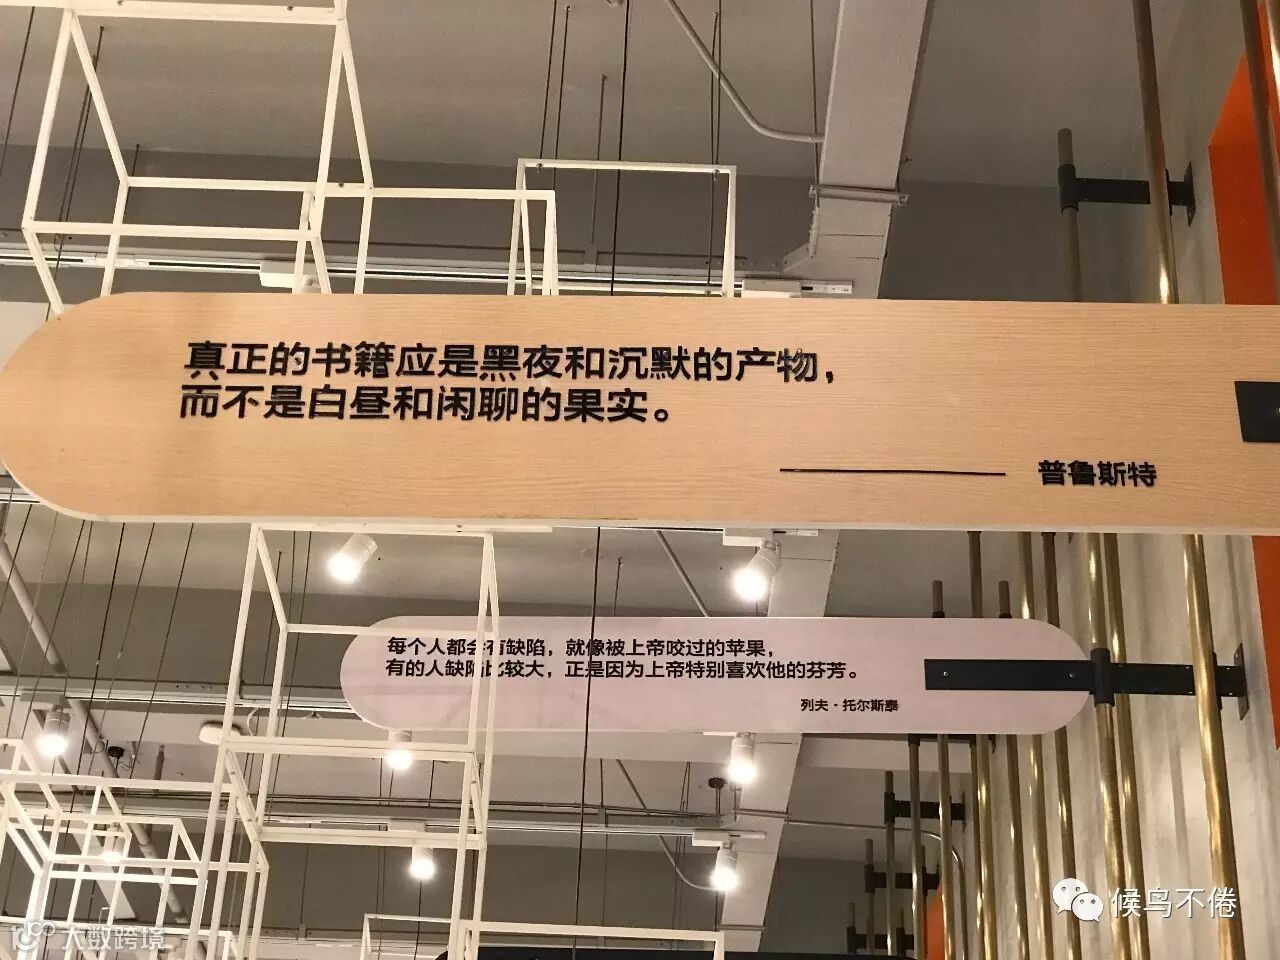 真正的书籍应是黑夜和沉默的产物，
而不是白昼和闲聊的果实。
普鲁斯特
每个人都会有缺陷，就像被上帝咬过的苹果，
有的人缺陷比较大，正是因为上帝特别喜欢他的芬芳。
列夫·托尔斯泰
候鸟不倦
大数跨境